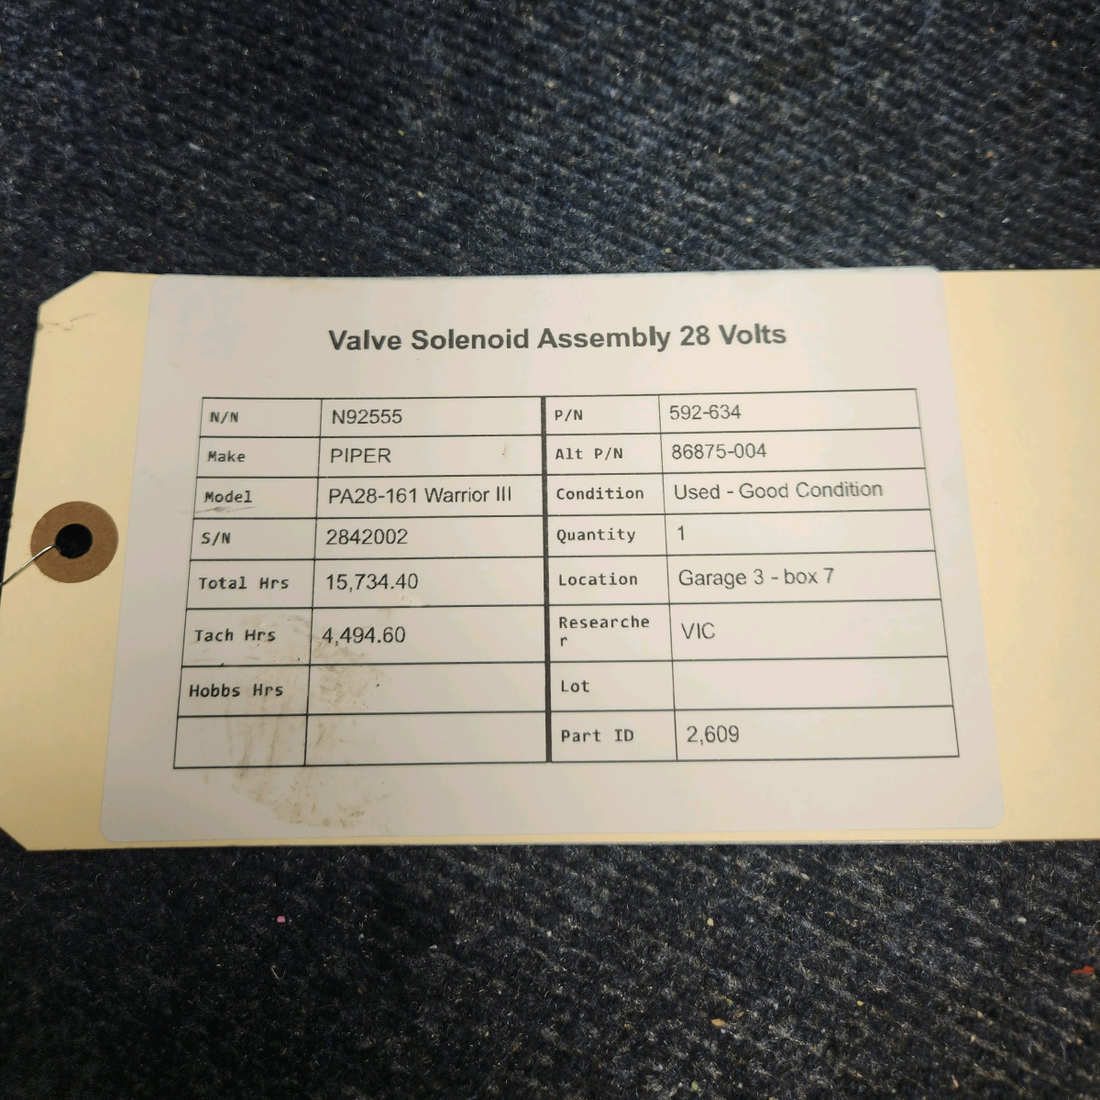 Valve Solenoid Assembly 28 Volts
N/N N92555 P/N 592-634
Make PIPER Alt P/N 86875-004
Model PA28-161 Warrior III Condition Used - Good Condition
S/N 2842002 Quantity 1
Total Hrs 15,734.40 Location Garage 3 - box 7
Tach Hrs 4,494.60 Researche
r VIC
Hobbs Hrs Lot
Part ID 2,609